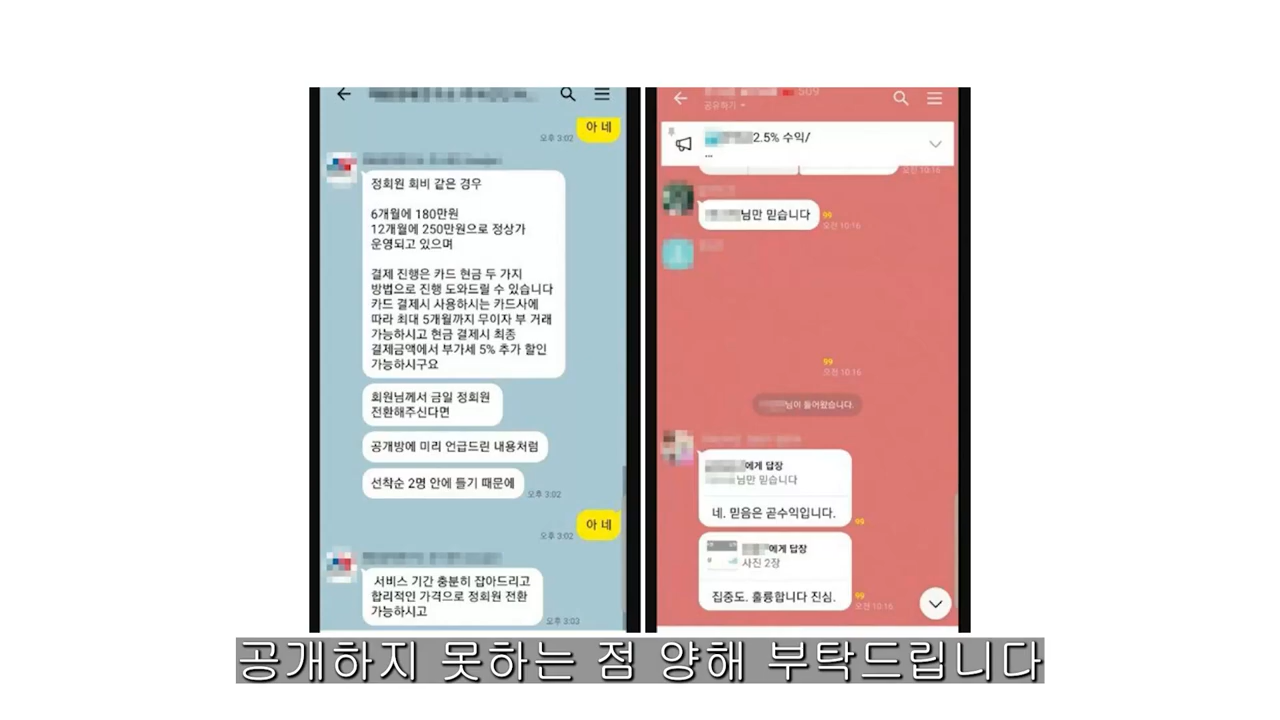 아 네
오후 3:02
정회원 회비 같은 경우
6개월에 180만원
12개월에 250만원으로 정상가
운영되고 있으며
결제 진행은 카드 현금 두 가지
방법으로 진행 도와드릴 수 있습니다
카드 결제시 사용하시는 카드사에
따라 최대 5개월까지 무이자 부 거래
가능하시고 현금 결제시 최종
결제금액에서 부가세 5% 추가 할인
가능하시구요
회원님께서 금일 정회원
전환해주신다면
공개방에 미리 언급드린 내용처럼
선착순 2명 안에 들기 때문에
오후 3:02
아 네
오후 3:02
서비스 기간 충분히 잡아드리고
합리적인 가격으로 정회원 전환
가능하시고
오후 3:03
509
공유하기
2.5% 수익/
...
오전 10:16
님만 믿습니다
99
오전 10:16
99
오전 10:16
님이 들어왔습니다.
에게 답장
님만 믿습니다
네. 믿음은 곧수익입니다.
99
에게 답장
사진 2장
집중도. 훌륭합니다 진심.
99
오전 10:16
공개하지 못하는 점 양해 부탁드립니다